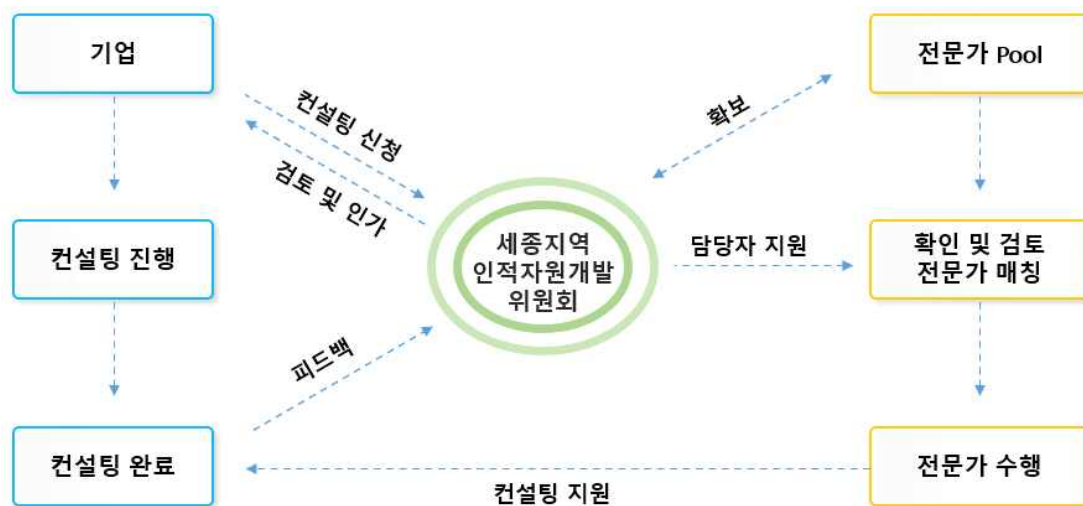 기업
전문가 Pool
컨설팅 신청
확보
검토 및 인가
컨설팅 진행
세종지역
인적자원개발
위원회
담당자 지원
확인 및 검토
전문가 매칭
피드백
컨설팅 완료
전문가 수행
컨설팅 지원